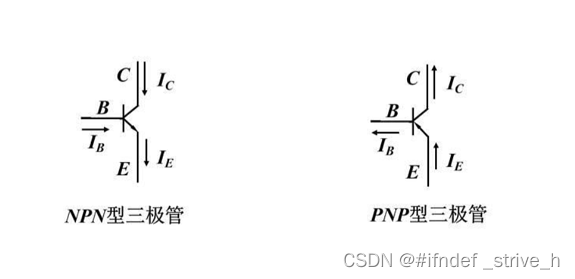 C
I_C
B
I_B
I_E
E
NPN型三极管
C
I_C
B
I_B
I_E
E
PNP型三极管
CSDN @#ifndef _strive_h